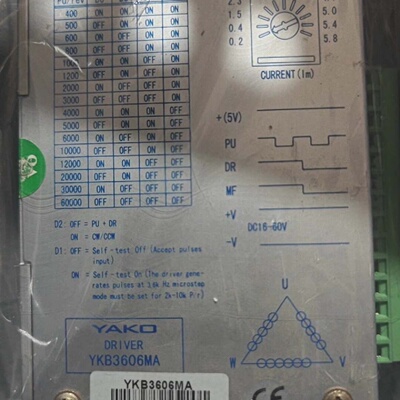 Pu/rev
400 ON ON ON ON
500 OFF ON ON ON
600 ON OFF ON ON
800 OFF OFF ON ON
1000 ON ON OFF ON
1200 OFF ON OFF ON
2000 ON OFF OFF ON
3000 OFF OFF OFF ON
4000 ON ON ON OFF
5000 OFF ON ON OFF
6000 ON OFF ON OFF
10000 OFF OFF ON OFF
12000 ON ON OFF OFF
20000 OFF ON OFF OFF
30000 ON OFF OFF OFF
60000 OFF OFF OFF OFF
2.3
1.5 5.0
0.4 5.4
0.2 5.8
CURRENT(1m)
+(5V)
PU
DR
MF
+V
DC16-60V
-V
D2: OFF = PU + DR
ON = CW/CCW
D1: OFF = Self-test Off (Accept pulses
input)
ON = Self-test On (The driver gene-
rates pulses at 3.6k Hz microstep
mode must be set for 2k-10k P/r)
YAKO
DRIVER
YKB3606MA
U
W V
YKB3606MA
CE